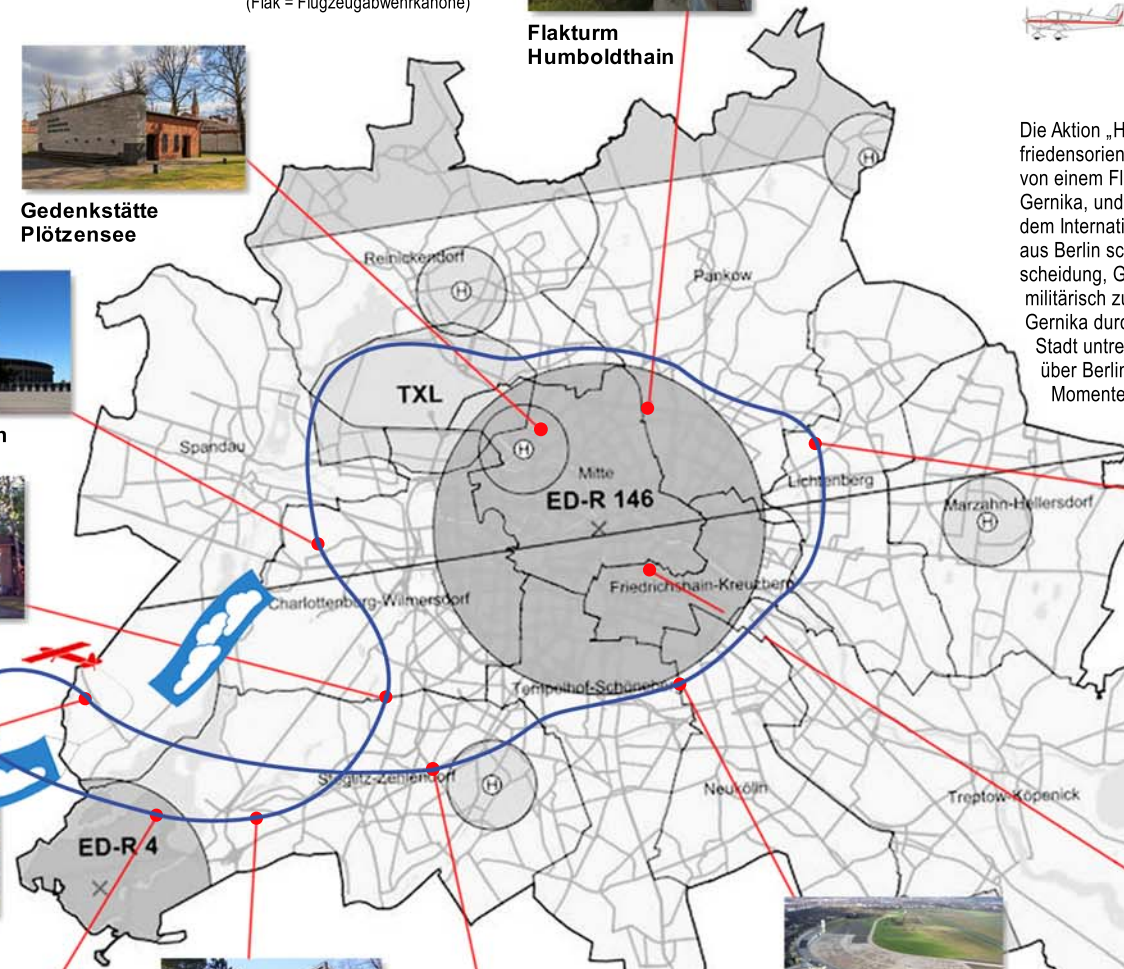 (Flak = Flugzeugabwehrkanone)
Flakturm
Humboldthain
Gedenkstätte
Plötzensee
Die Aktion „H
friedensorien
von einem Fl
Gernika, und
dem Internati
aus Berlin sc
scheidung, G
militärisch zu
Gernika durc
Stadt untre
über Berlin
Momente
H
Reinickendorf
H
Pankow
TXL
n
Spandau
H
Mitte
ED-R 146
Lichtenberg
Marzahn-Hellersdorf
H
Friedrichshain-Kreuzberg
Charlottenburg-Wilmersdorf
Tempelhof-Schöneberg
Steglitz-Zehlendorf
H
Neukölln
Treptow-Köpenick
ED-R 4